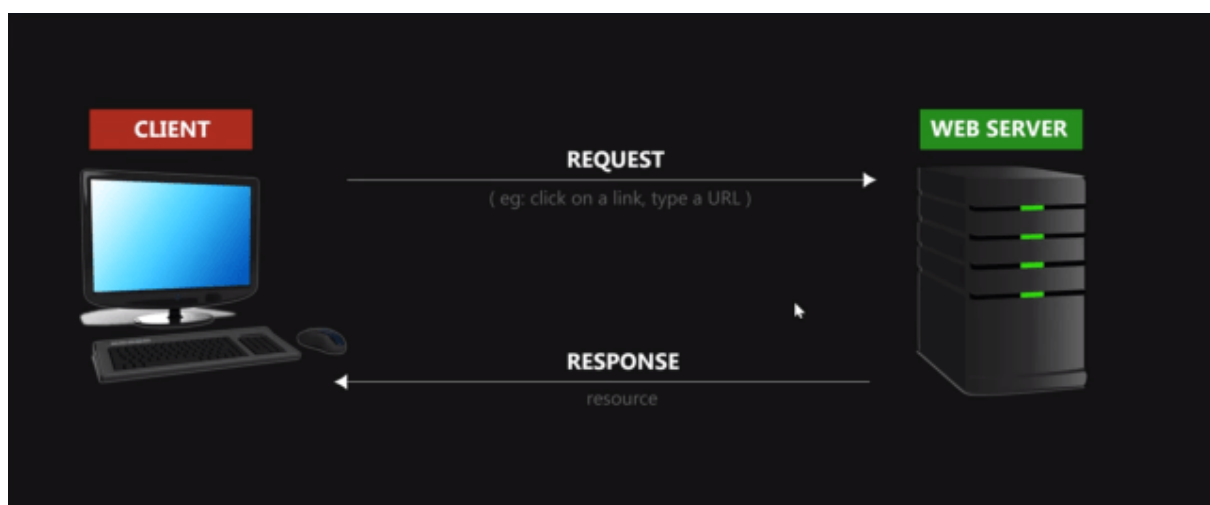 CLIENT
WEB SERVER
REQUEST
( eg: click on a link, type a URL )
RESPONSE
resource